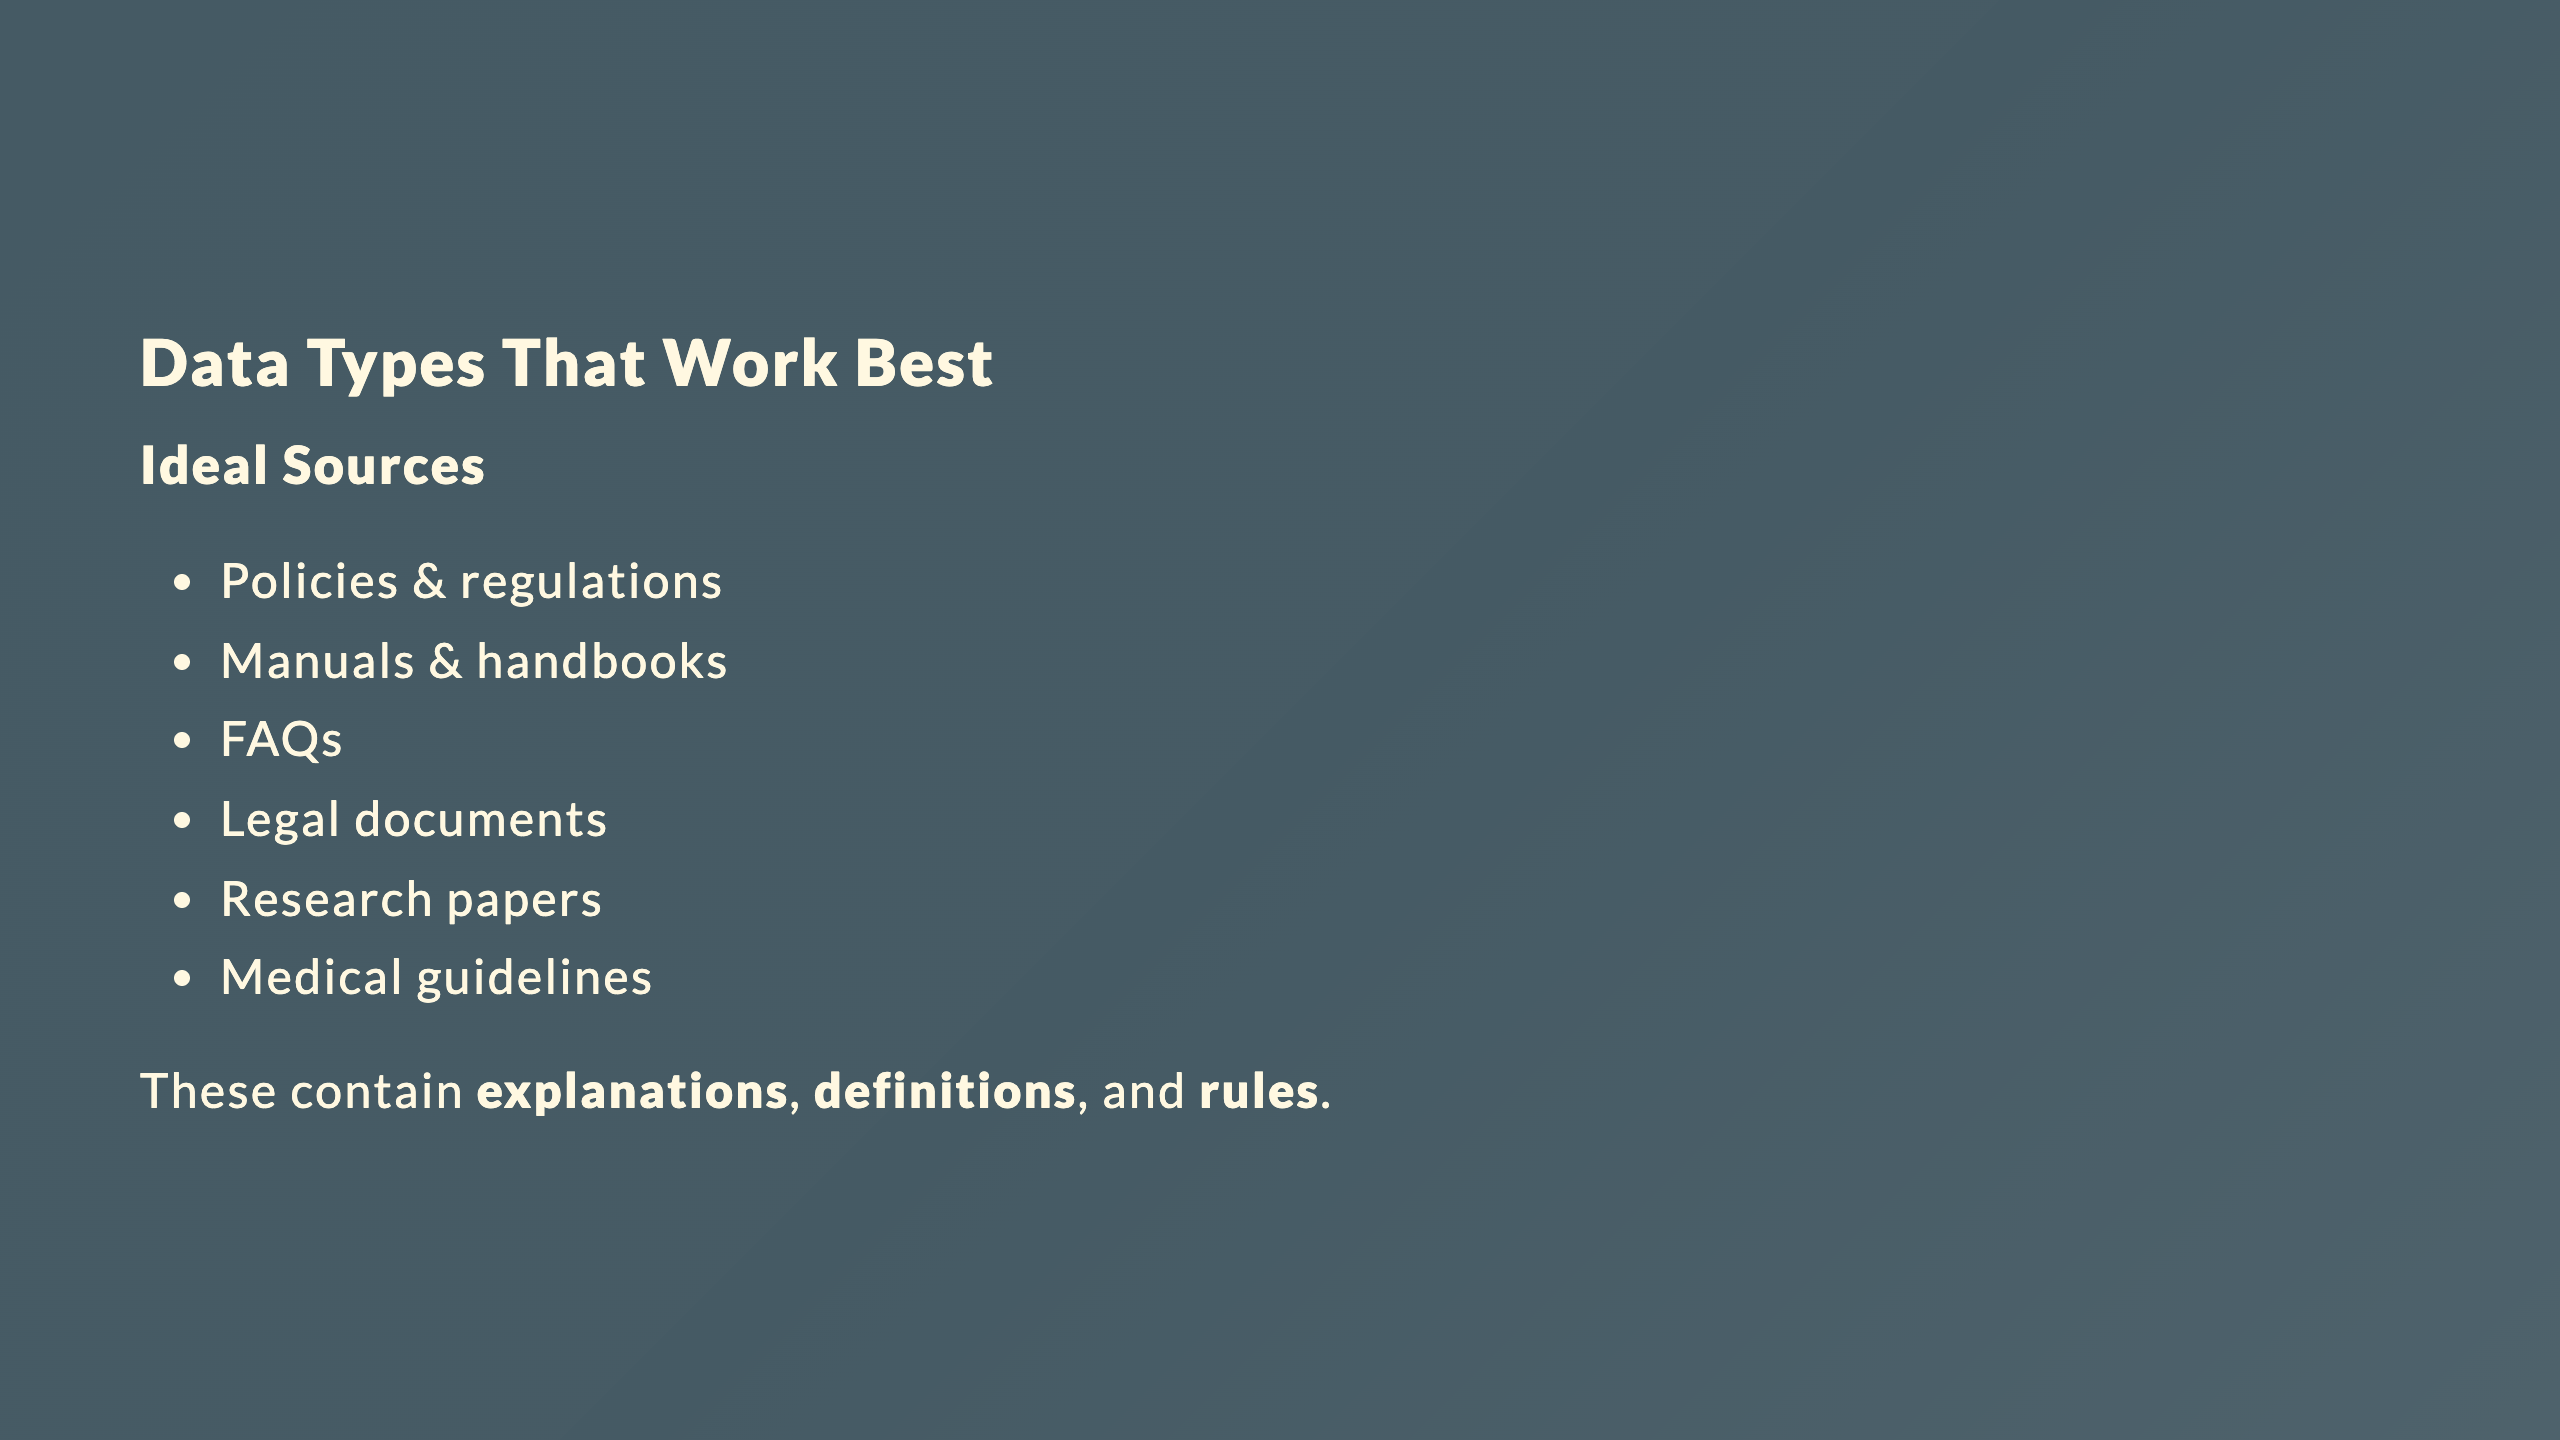 Data Types That Work Best
Ideal Sources
• Policies & regulations
• Manuals & handbooks
• FAQs
• Legal documents
• Research papers
• Medical guidelines
These contain explanations, definitions, and rules.